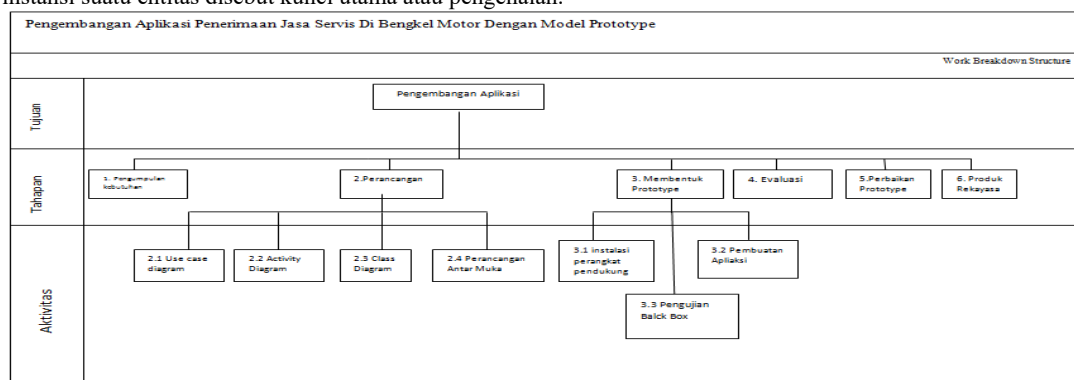 instansi suatu entitas disebut kunci utama atau pengenalan.
Pengembangan Aplikasi Penerimaan Jasa Servis Di Bengkel Motor Dengan Model Prototype
Work Breakdown Structure
Tujuan
Pengembangan Aplikasi
Tahapan
1. Pengumpulan
kebutuhan
2.Perancangan
3. Membentuk
Prototype
4. Evaluasi
5.Perbaikan
Prototype
6. Produk
Rekayasa
Aktivitas
2.1 Use case
diagram
2.2 Activity
Diagram
2.3 Class
Diagram
2.4 Perancangan
Antar Muka
3.1 instalasi
perangkat
pendukung
3.2 Pembuatan
Apliaksi
3.3 Pengujian
Balck Box